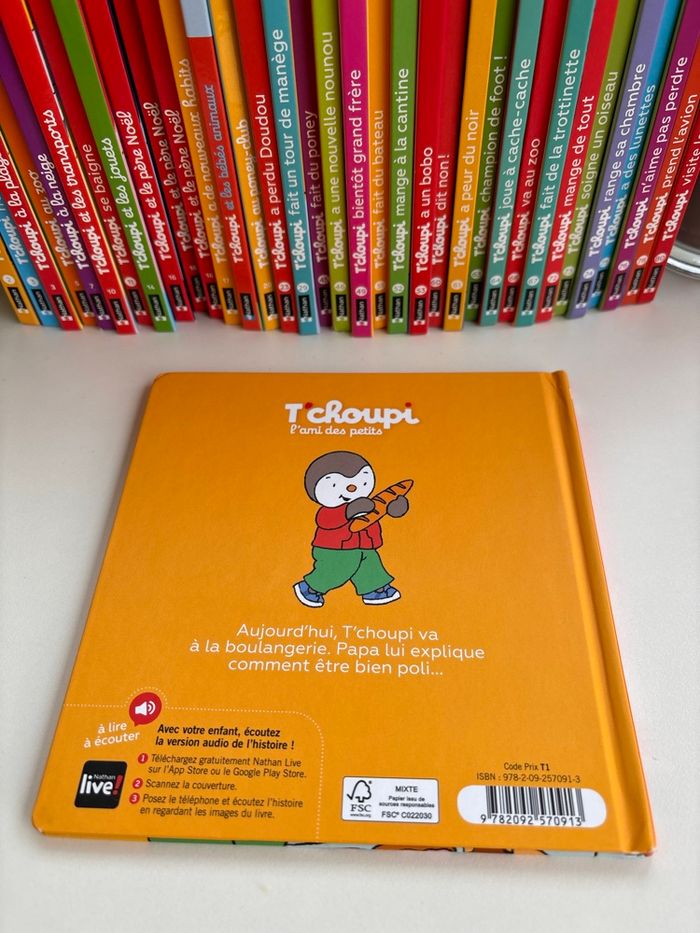 T'choupi à la plage
au zoo
T'choupi à la neige
T'choupi et les transports
T'choupi se baigne
T'choupi et les jouets
T'choupi et le père Noël
T'choupi et le père Noël
T'choupi a de nouveaux habits
T'choupi et les bébés animaux
T'choupi au poney-club
T'choupi a perdu Doudou
T'choupi fait un tour de manège
T'choupi fait du poney
T'choupi a une nouvelle nounou
T'choupi bientôt grand frère
T'choupi fait du bateau
T'choupi mange à la cantine
T'choupi a un bobo
T'choupi dit non !
T'choupi a peur du noir
T'choupi champion de foot !
T'choupi joue à cache-cache
T'choupi va au zoo
T'choupi fait de la trottinette
T'choupi mange de tout
T'choupi soigne un oiseau
T'choupi range sa chambre
T'choupi a des lunettes
T'choupi n'aime pas perdre
T'choupi prend l'avion
T'choupi
T'choupi
l'ami des petits
Aujourd'hui, T'choupi va
à la boulangerie. Papa lui explique
comment être bien poli...
à lire
à écouter
Avec votre enfant, écoutez
la version audio de l'histoire !
1 Téléchargez gratuitement Nathan Live
sur l'App Store ou le Google Play Store.
2 Scannez la couverture.
3 Posez le téléphone et écoutez l'histoire
en regardant les images du livre.
Nathan
live!
FSC
www.fsc.org
MIXTE
Papier issu de
sources responsables
FSC® C022030
Code Prix T1
ISBN : 978-2-09-257091-3
9 782092 570913